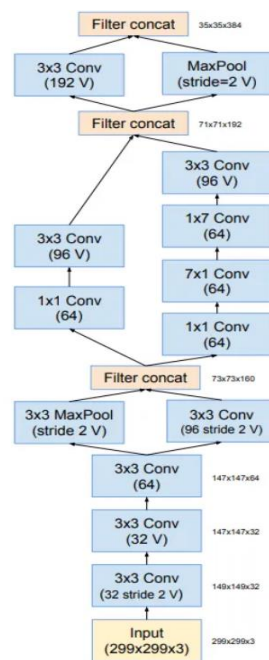 Filter concat
35x35x384
3x3 Conv
(192 V)
MaxPool
(stride=2 V)
Filter concat
71x71x192
3x3 Conv
(96 V)
1x7 Conv
(64)
3x3 Conv
(96 V)
7x1 Conv
(64)
1x1 Conv
(64)
1x1 Conv
(64)
Filter concat
73x73x160
3x3 MaxPool
(stride 2 V)
3x3 Conv
(96 stride 2 V)
3x3 Conv
(64)
147x147x64
3x3 Conv
(32 V)
147x147x32
3x3 Conv
(32 stride 2 V)
149x149x32
Input
(299x299x3)
299x299x3